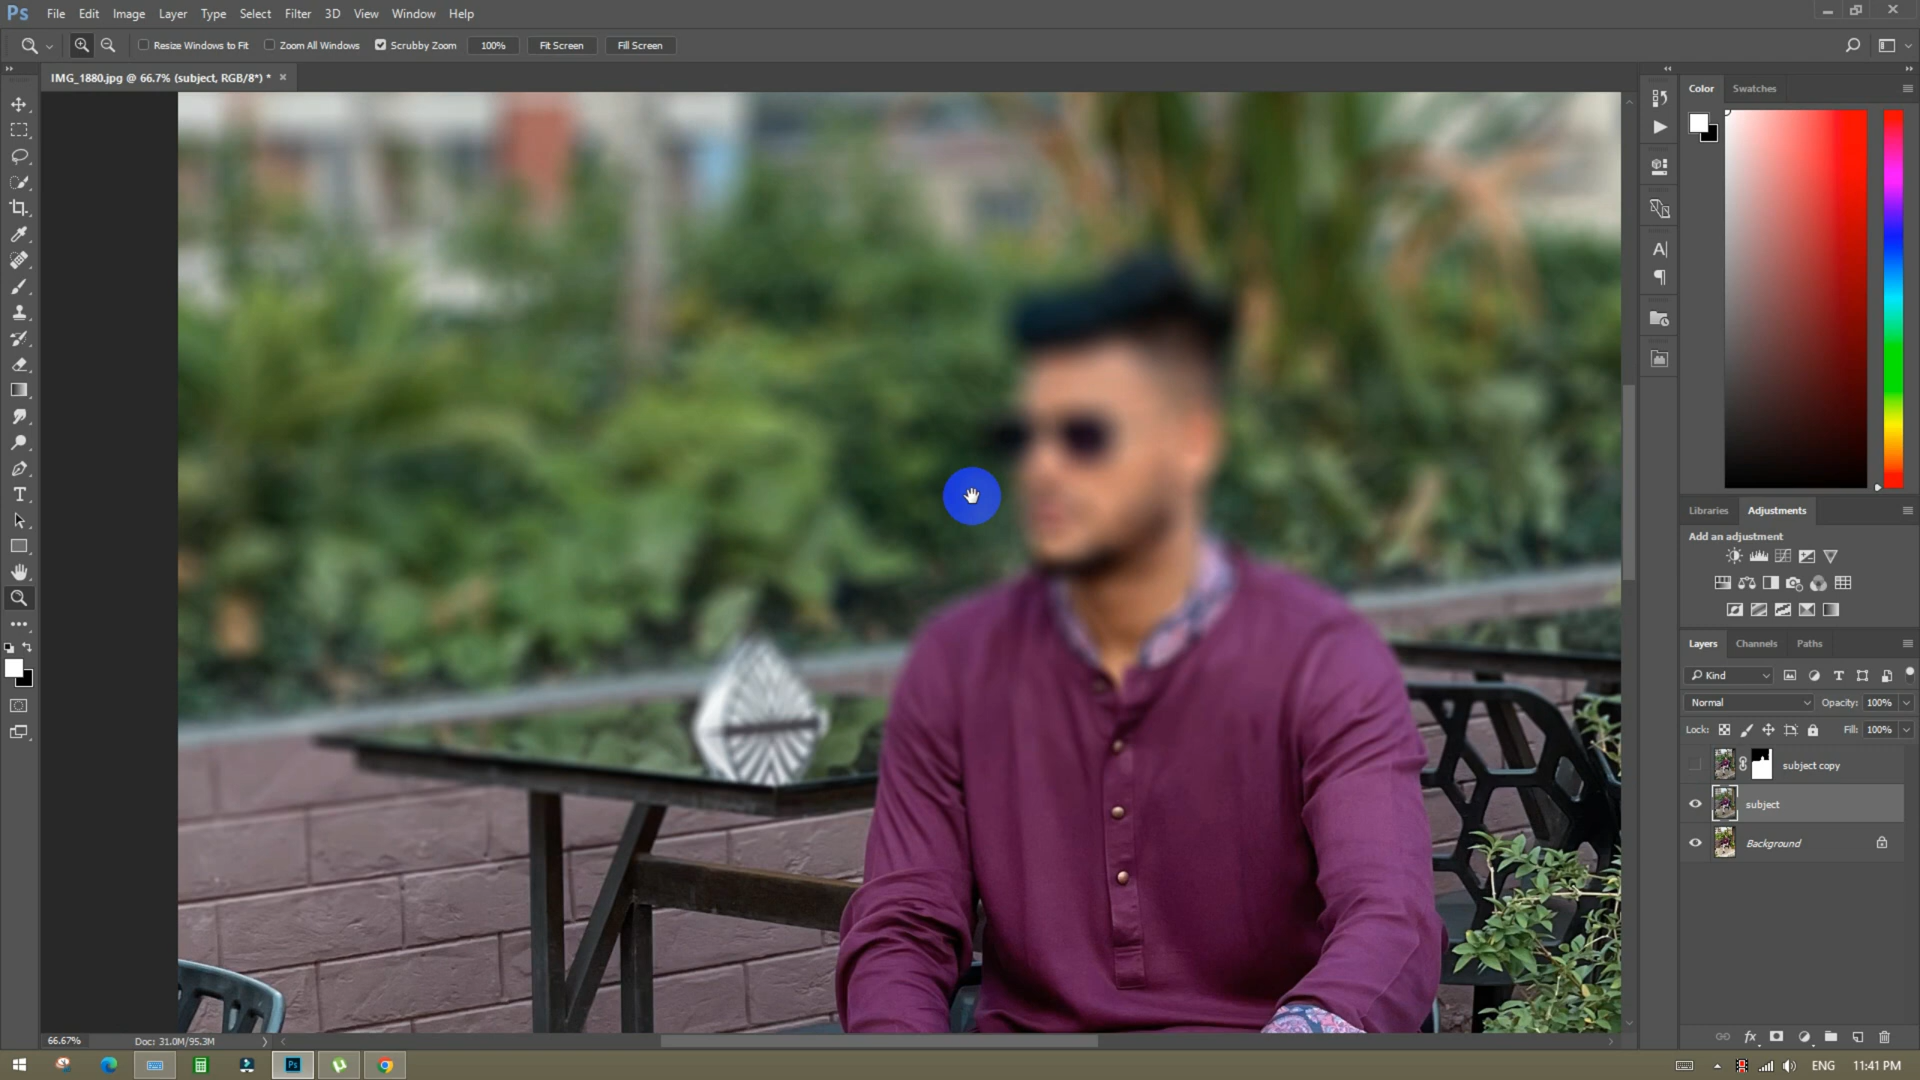 Ps File Edit Image Layer Type Select Filter 3D View Window Help
Resize Windows to Fit Zoom All Windows Scrubby Zoom 100% Fit Screen Fill Screen
IMG_1880.jpg @ 66.7% (subject, RGB/8*) * ×
Color Swatches
Libraries Adjustments
Add an adjustment
Layers Channels Paths
Kind
Normal Opacity: 100%
Lock: Fill: 100%
subject copy
subject
Background
66.67% Doc: 31.0M/95.3M
Ps ENG 11:41 PM